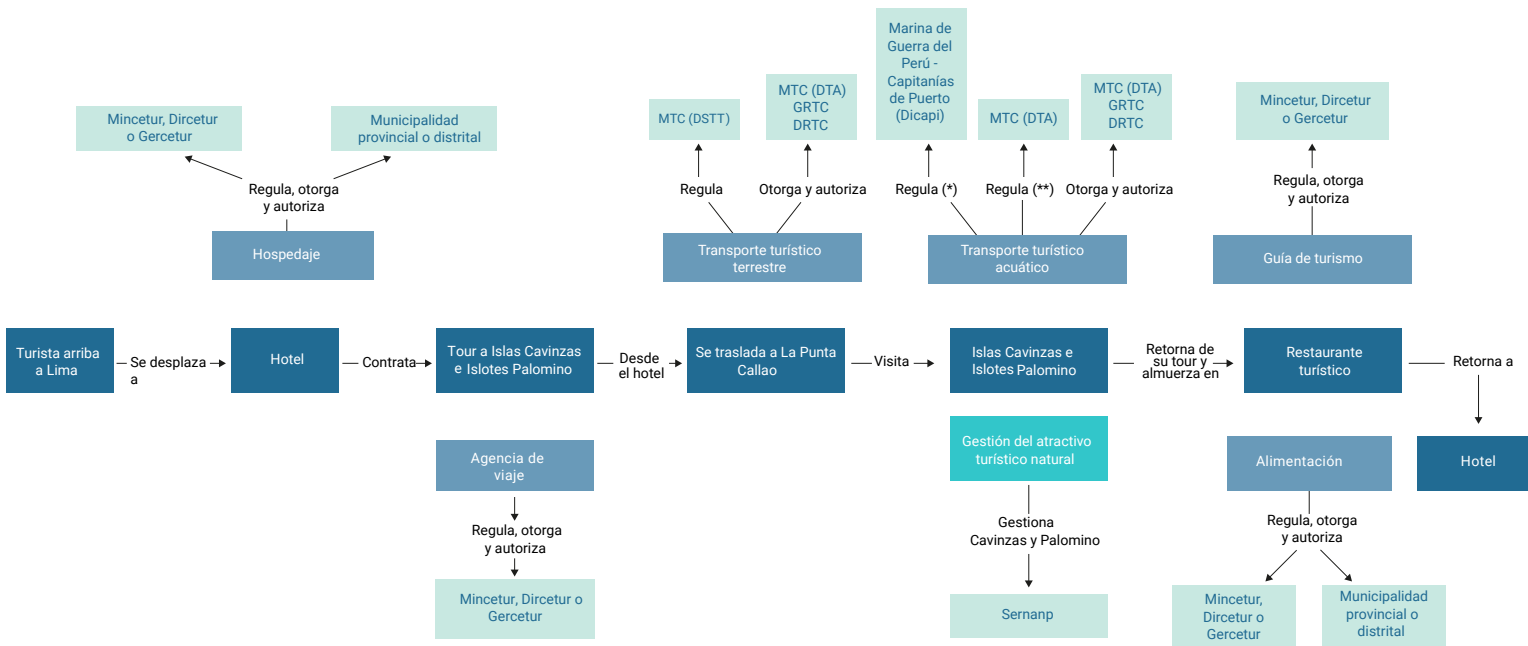 Marina de
Guerra del
Perú -
Capitanías
de Puerto
(Dicapi)
Mincetur, Dircetur
o Gercetur
Municipalidad
provincial o distrital
MTC (DSTT)
MTC (DTA)
GRTC
DRTC
MTC (DTA)
MTC (DTA)
GRTC
DRTC
Mincetur, Dircetur
o Gercetur
Regula, otorga
y autoriza
Regula
Otorga y autoriza
Regula (*)
Regula (**)
Otorga y autoriza
Regula, otorga
y autoriza
Hospedaje
Transporte turístico
terrestre
Transporte turístico
acuático
Guía de turismo
Turista arriba
a Lima
Se desplaza
a
Hotel
Contrata
Tour a Islas Cavinzas
e Islotes Palomino
Desde
el hotel
Se traslada a La Punta
Callao
Visita
Islas Cavinzas e
Islotes Palomino
Retorna de
su tour y
almuerza en
Restaurante
turístico
Retorna a
Hotel
Agencia de
viaje
Regula, otorga
y autoriza
Mincetur, Dircetur o
Gercetur
Gestión del atractivo
turístico natural
Gestiona
Cavinzas y Palomino
Sernanp
Alimentación
Regula, otorga
y autoriza
Mincetur,
Dircetur o
Gercetur
Municipalidad
provincial o
distrital